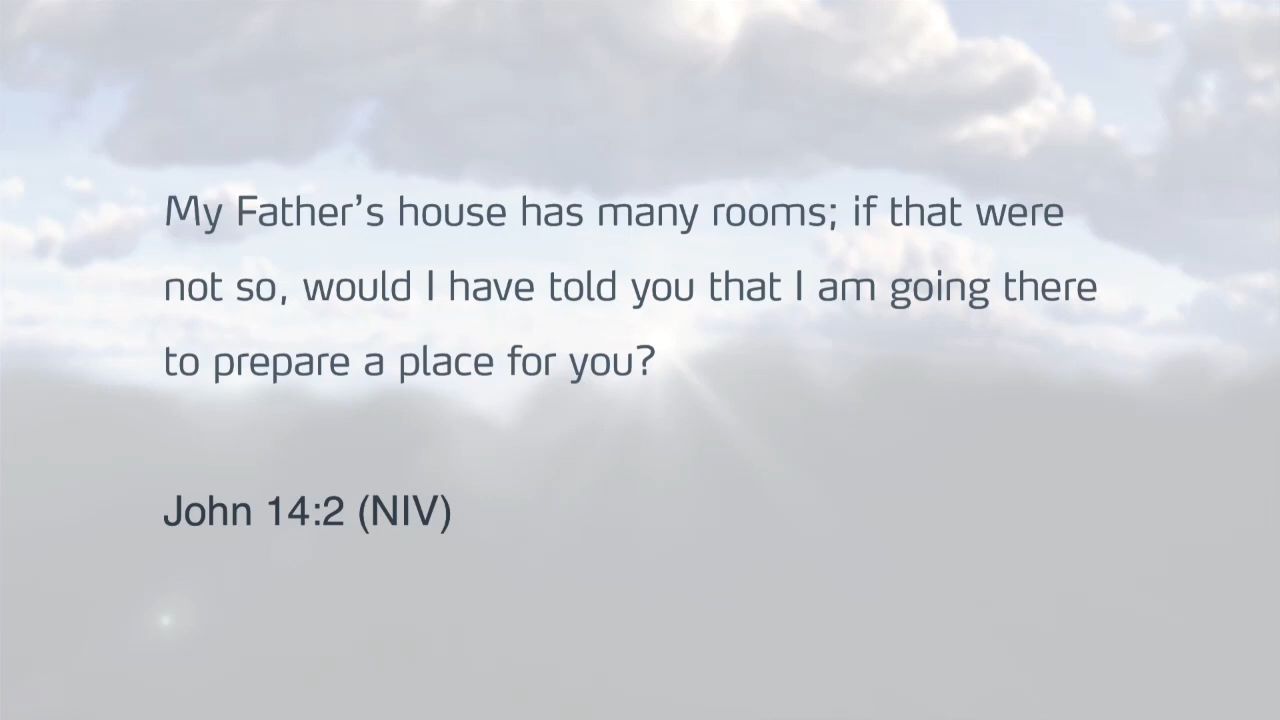 My Father’s house has many rooms; if that were
not so, would I have told you that I am going there
to prepare a place for you?
John 14:2 (NIV)